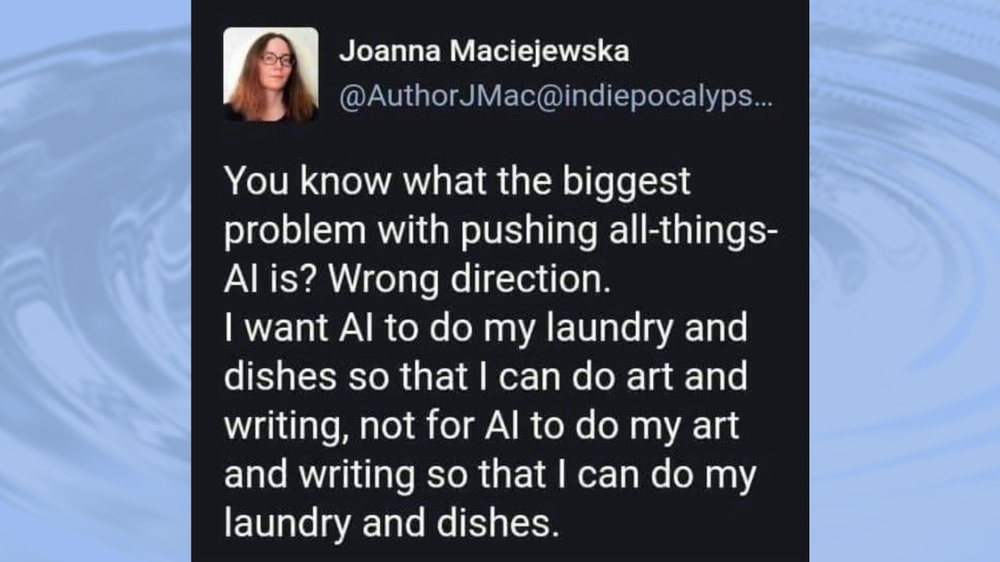 Joanna Maciejewska
@AuthorJMac@indiepocalyps...
You know what the biggest
problem with pushing all-things-
AI is? Wrong direction.
I want AI to do my laundry and
dishes so that I can do art and
writing, not for AI to do my art
and writing so that I can do my
laundry and dishes.